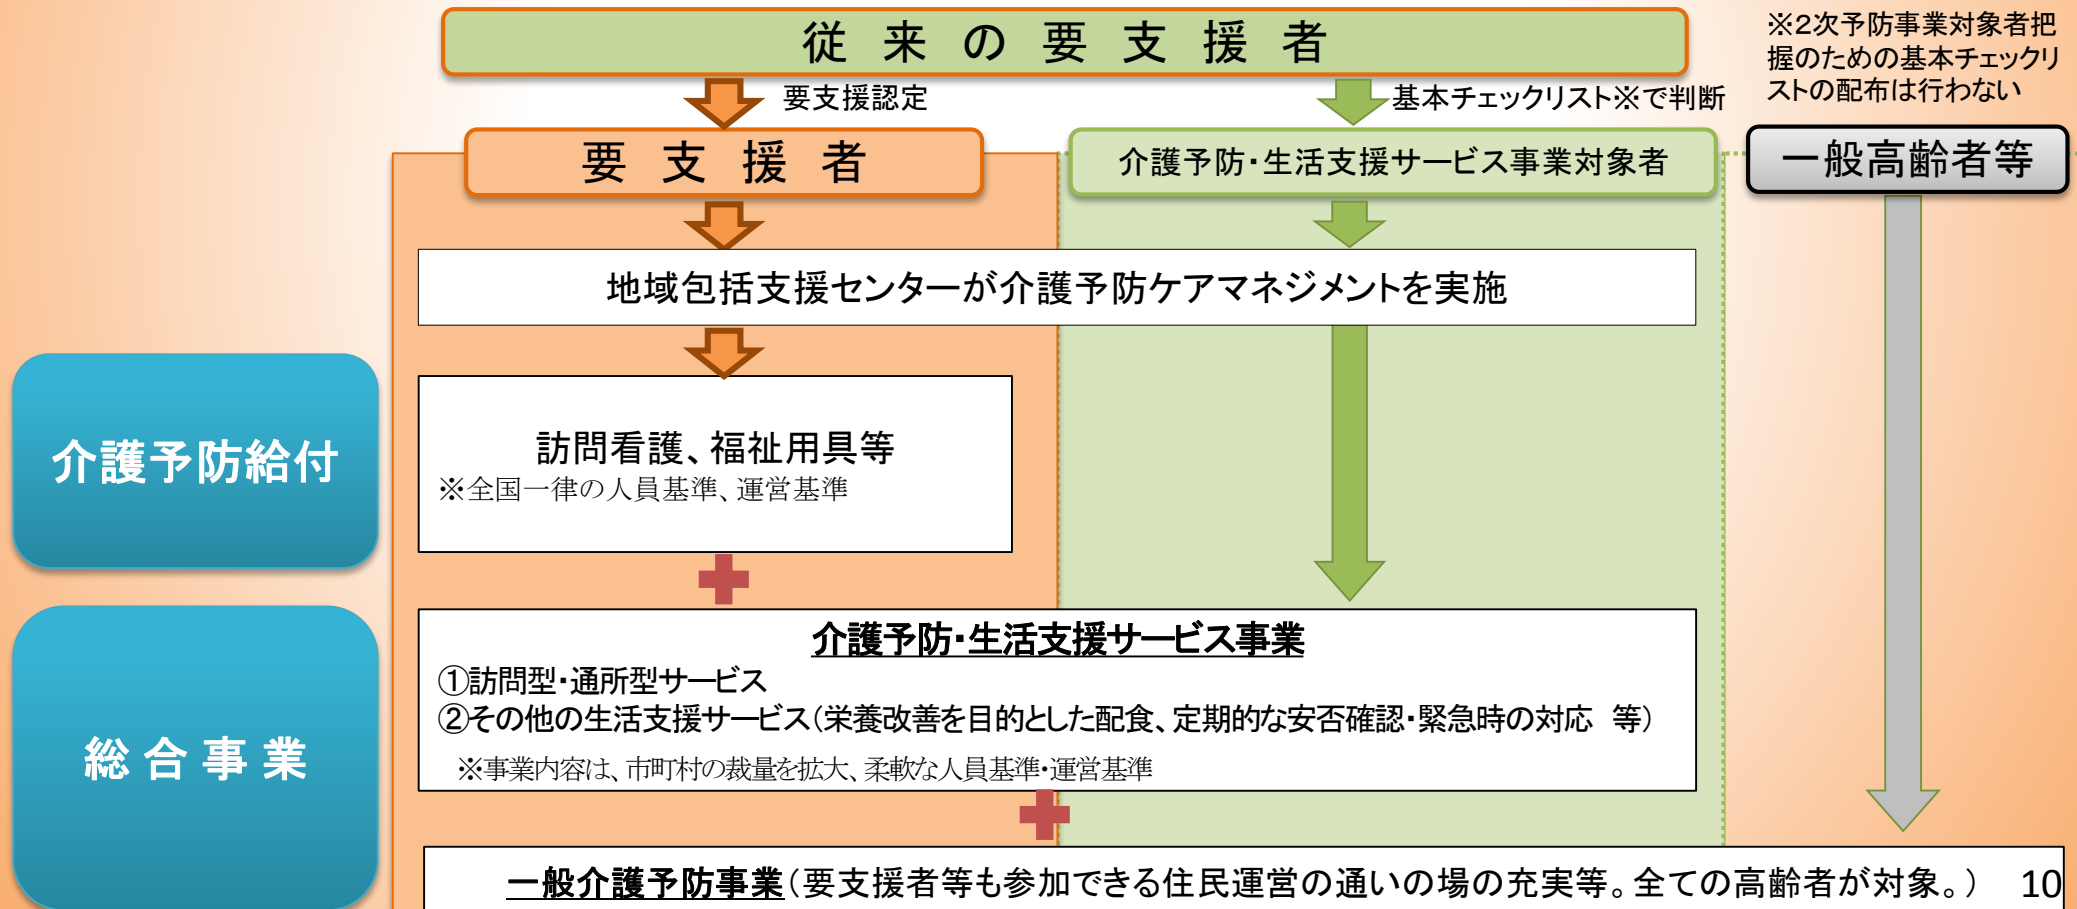 従来の要支援者
※２次予防事業対象者把
握のための基本チェックリ
ストの配布は行わない
要支援認定
基本チェックリスト※で判断
要支援者
介護予防・生活支援サービス事業対象者
一般高齢者等
地域包括支援センターが介護予防ケアマネジメントを実施
介護予防給付
訪問看護、福祉用具等
※全国一律の人員基準、運営基準
総合事業
介護予防・生活支援サービス事業
①訪問型・通所型サービス
②その他の生活支援サービス（栄養改善を目的とした配食、定期的な安否確認・緊急時の対応　等）
※事業内容は、市町村の裁量を拡大、柔軟な人員基準・運営基準
一般介護予防事業（要支援者等も参加できる住民運営の通いの場の充実等。全ての高齢者が対象。）
10